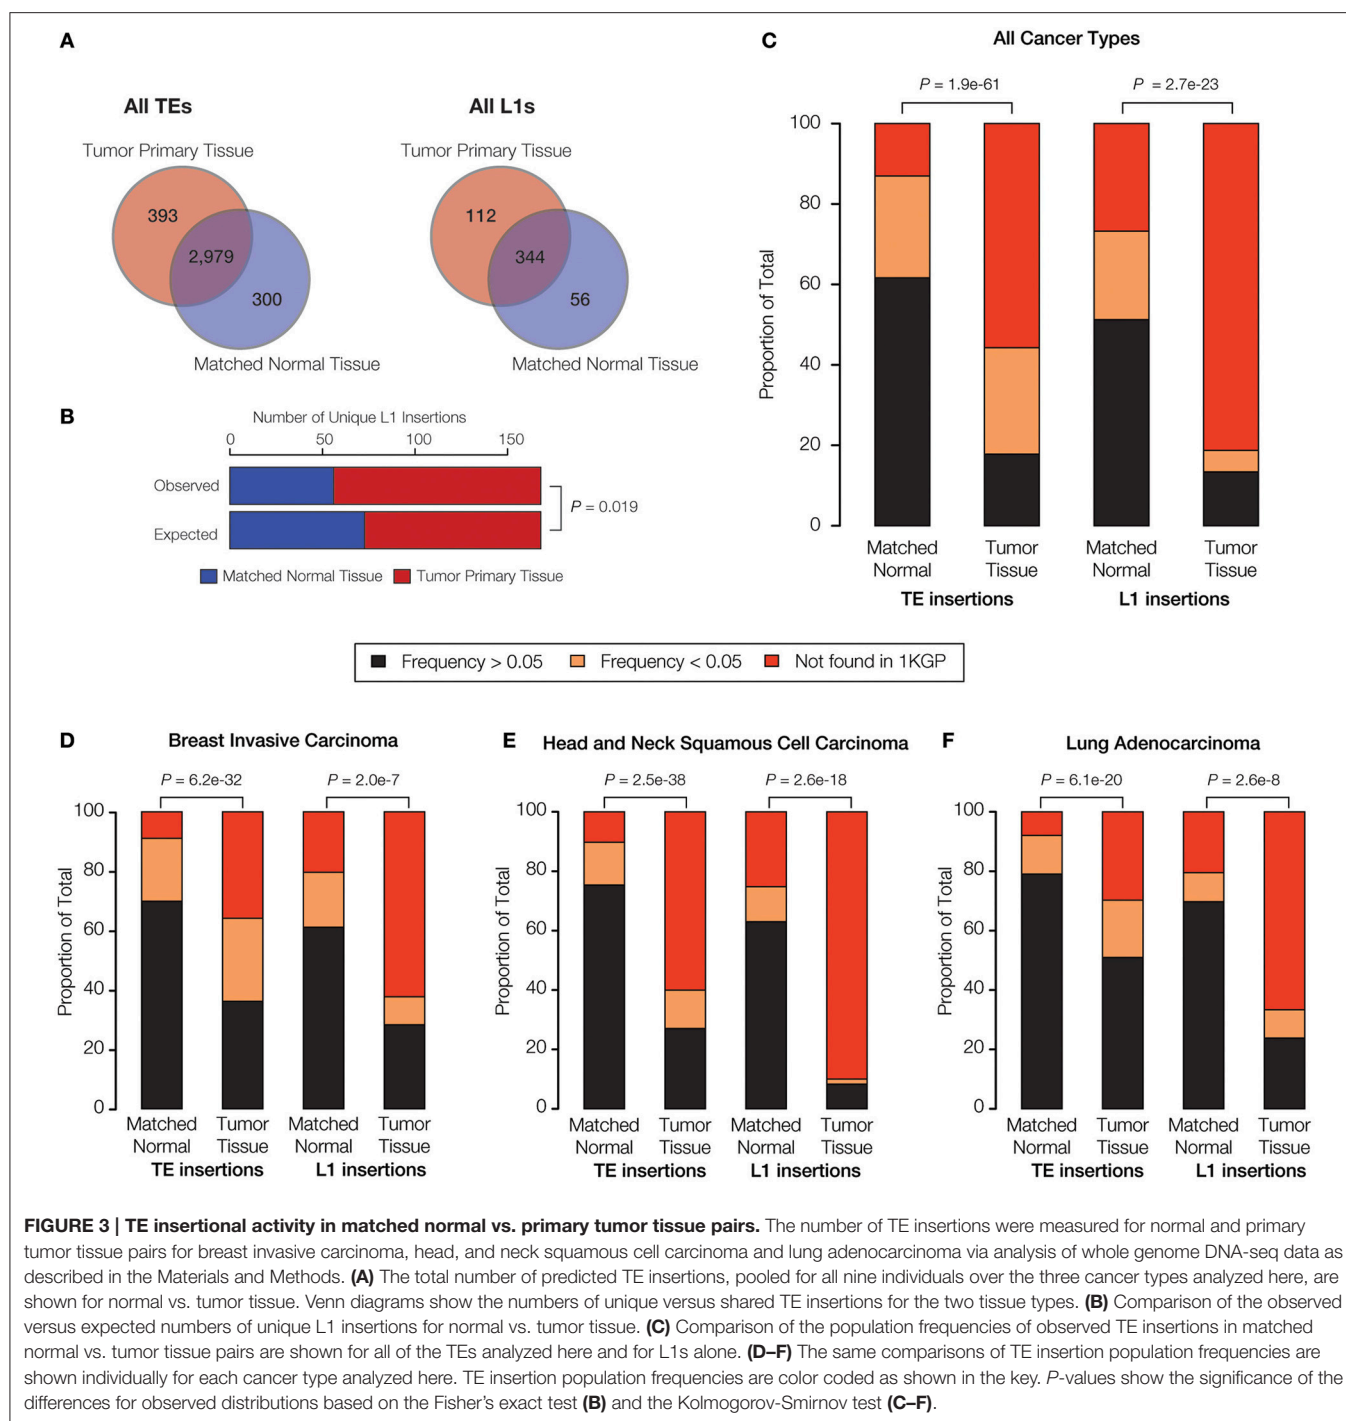 A
All TEs
Tumor Primary Tissue
393
2,979
300
Matched Normal Tissue
All L1s
Tumor Primary Tissue
112
344
56
Matched Normal Tissue
B
Number of Unique L1 Insertions
0 50 100 150
Observed
Expected
P = 0.019
Matched Normal Tissue Tumor Primary Tissue
C
All Cancer Types
P = 1.9e-61 P = 2.7e-23
Proportion of Total
100
80
60
40
20
0
Matched Normal Tumor Tissue Matched Normal Tumor Tissue
TE insertions L1 insertions
Frequency > 0.05 Frequency < 0.05 Not found in 1KGP
D
Breast Invasive Carcinoma
P = 6.2e-32 P = 2.0e-7
Proportion of Total
100
80
60
40
20
0
Matched Normal Tumor Tissue Matched Normal Tumor Tissue
TE insertions L1 insertions
E
Head and Neck Squamous Cell Carcinoma
P = 2.5e-38 P = 2.6e-18
Proportion of Total
100
80
60
40
20
0
Matched Normal Tumor Tissue Matched Normal Tumor Tissue
TE insertions L1 insertions
F
Lung Adenocarcinoma
P = 6.1e-20 P = 2.6e-8
Proportion of Total
100
80
60
40
20
0
Matched Normal Tumor Tissue Matched Normal Tumor Tissue
TE insertions L1 insertions
FIGURE 3 | TE insertional activity in matched normal vs. primary tumor tissue pairs. The number of TE insertions were measured for normal and primary
tumor tissue pairs for breast invasive carcinoma, head, and neck squamous cell carcinoma and lung adenocarcinoma via analysis of whole genome DNA-seq data as
described in the Materials and Methods. (A) The total number of predicted TE insertions, pooled for all nine individuals over the three cancer types analyzed here, are
shown for normal vs. tumor tissue. Venn diagrams show the numbers of unique versus shared TE insertions for the two tissue types. (B) Comparison of the observed
versus expected numbers of unique L1 insertions for normal vs. tumor tissue. (C) Comparison of the population frequencies of observed TE insertions in matched
normal vs. tumor tissue pairs are shown for all of the TEs analyzed here and for L1s alone. (D–F) The same comparisons of TE insertion population frequencies are
shown individually for each cancer type analyzed here. TE insertion population frequencies are color coded as shown in the key. P-values show the significance of the
differences for observed distributions based on the Fisher's exact test (B) and the Kolmogorov-Smirnov test (C–F).